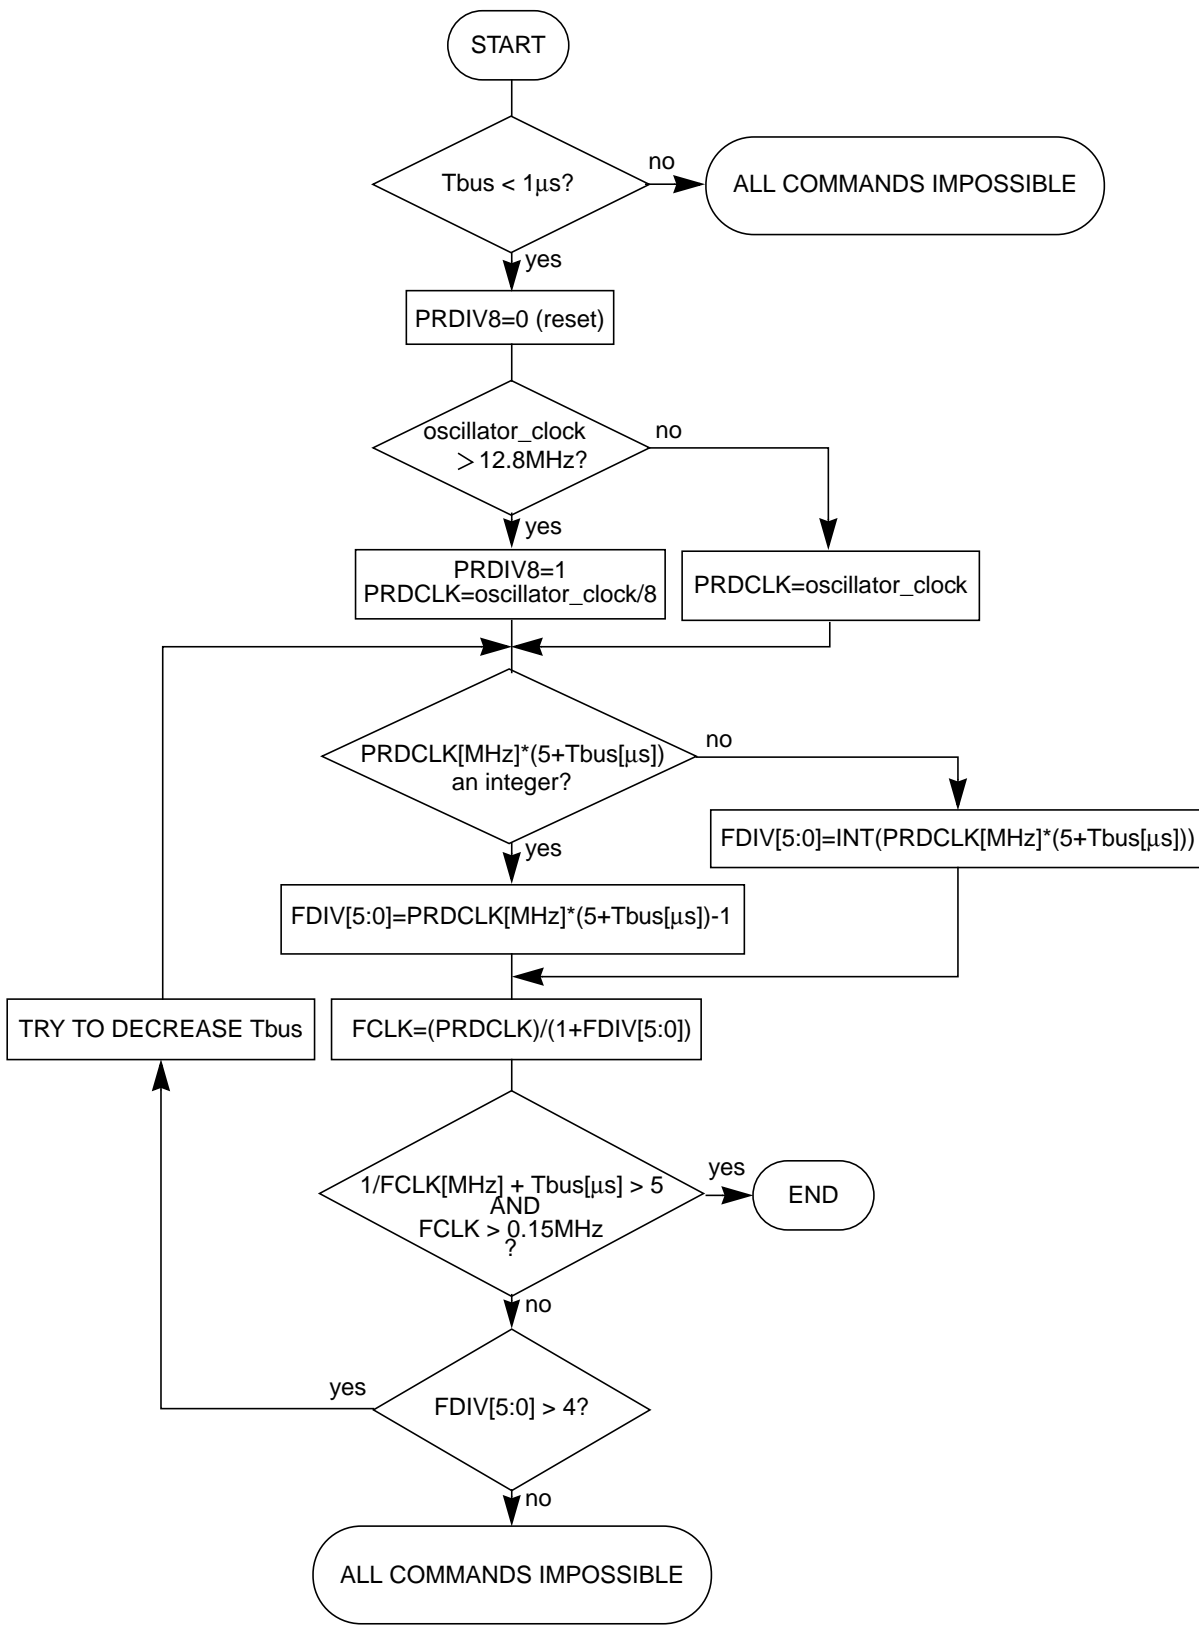 START
Tbus < 1μs?
no
ALL COMMANDS IMPOSSIBLE
yes
PRDIV8=0 (reset)
oscillator_clock
> 12.8MHz?
no
yes
PRDIV8=1
PRDCLK=oscillator_clock/8
PRDCLK=oscillator_clock
PRDCLK[MHz]*(5+Tbus[μs])
an integer?
no
yes
FDIV[5:0]=INT(PRDCLK[MHz]*(5+Tbus[μs]))
FDIV[5:0]=PRDCLK[MHz]*(5+Tbus[μs])-1
TRY TO DECREASE Tbus
FCLK=(PRDCLK)/(1+FDIV[5:0])
1/FCLK[MHz] + Tbus[μs] > 5
AND
FCLK > 0.15MHz
?
yes
END
no
FDIV[5:0] > 4?
yes
no
ALL COMMANDS IMPOSSIBLE